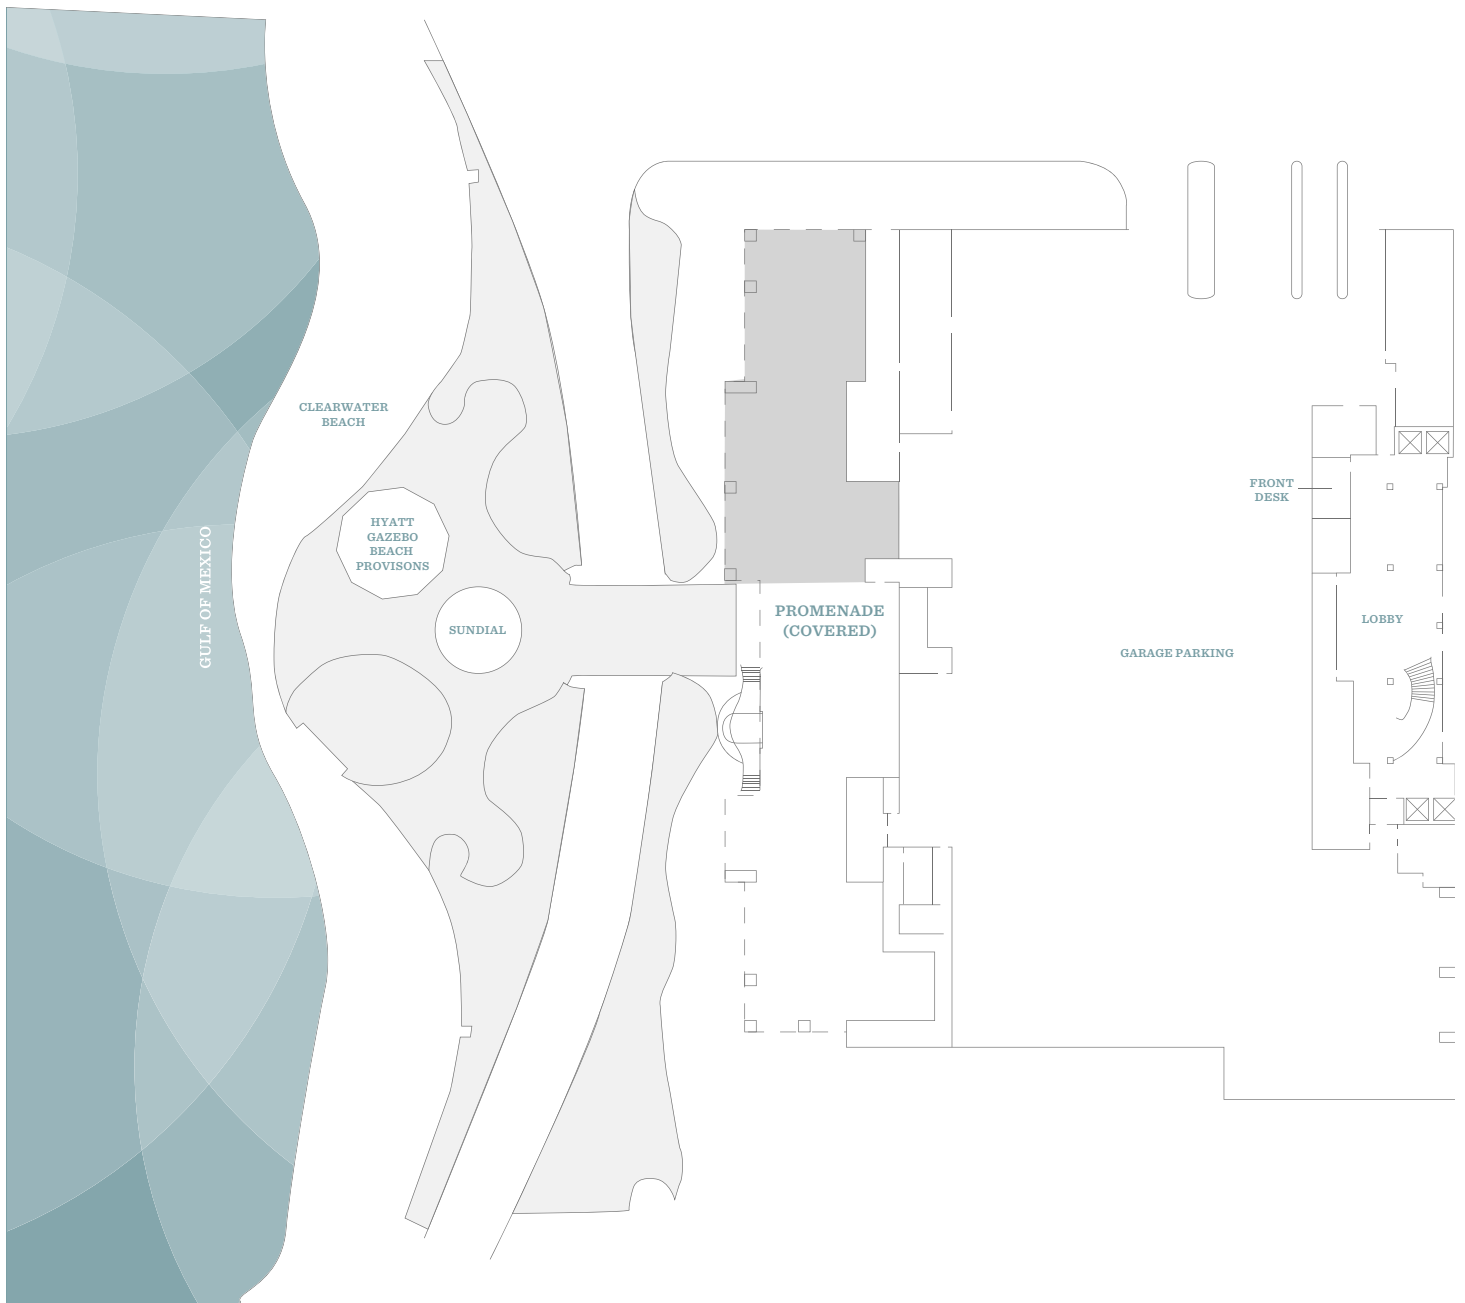 CLEARWATER
BEACH
HYATT
GAZEBO
BEACH
PROVISONS
SUNDIAL
GULF OF MEXICO
PROMENADE
(COVERED)
GARAGE PARKING
FRONT
DESK
LOBBY